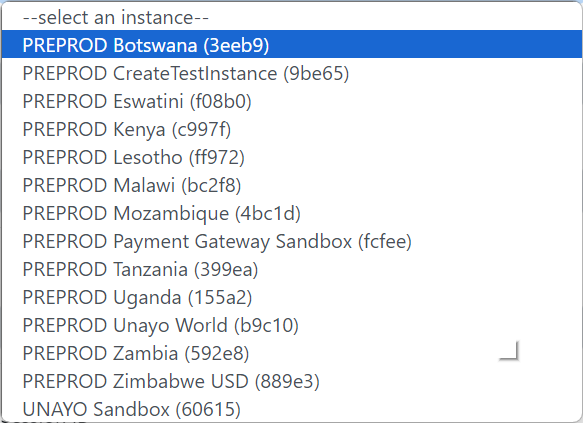 --select an instance--
PREPROD Botswana (3eeb9)
PREPROD CreateTestInstance (9be65)
PREPROD Eswatini (f08b0)
PREPROD Kenya (c997f)
PREPROD Lesotho (ff972)
PREPROD Malawi (bc2f8)
PREPROD Mozambique (4bc1d)
PREPROD Payment Gateway Sandbox (fcfee)
PREPROD Tanzania (399ea)
PREPROD Uganda (155a2)
PREPROD Unayo World (b9c10)
PREPROD Zambia (592e8)
PREPROD Zimbabwe USD (889e3)
UNAYO Sandbox (60615)